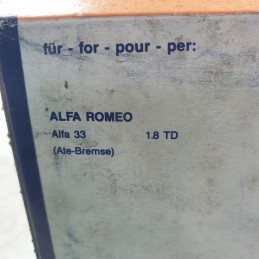 für - for - pour - per:
ALFA ROMEO
Alfa 33 1.8 TD
(Ate-Bremse)